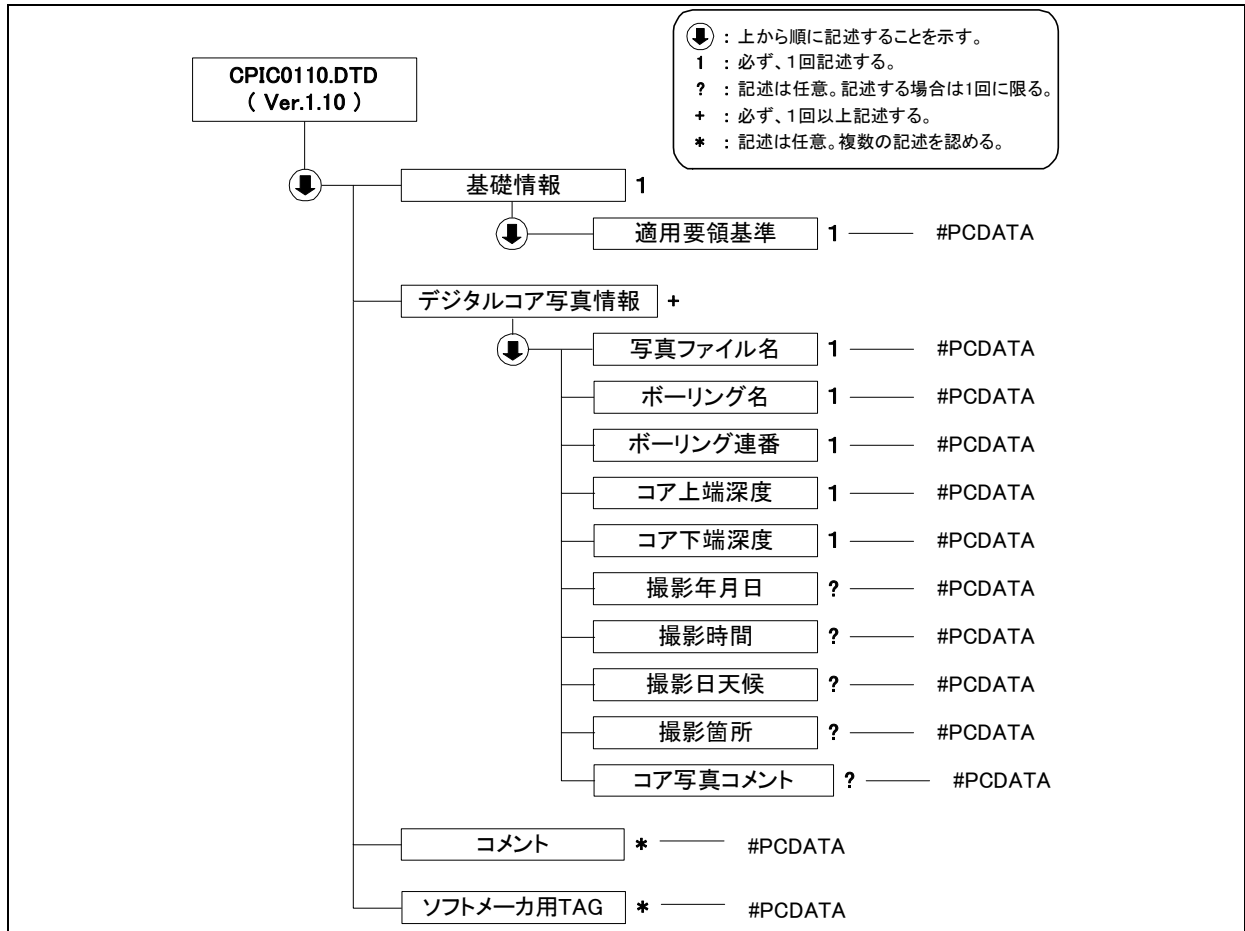 ：上から順に記述することを示す。
1：必ず、1回記述する。
?：記述は任意。記述する場合は1回に限る。
+：必ず、1回以上記述する。
*：記述は任意。複数の記述を認める。
CPIC0110.DTD
( Ver.1.10 )
基礎情報 1
適用要領基準 1 #PCDATA
デジタルコア写真情報 +
写真ファイル名 1 #PCDATA
ボーリング名 1 #PCDATA
ボーリング連番 1 #PCDATA
コア上端深度 1 #PCDATA
コア下端深度 1 #PCDATA
撮影年月日 ? #PCDATA
撮影時間 ? #PCDATA
撮影日天候 ? #PCDATA
撮影箇所 ? #PCDATA
コア写真コメント ? #PCDATA
コメント * #PCDATA
ソフトメーカ用TAG * #PCDATA